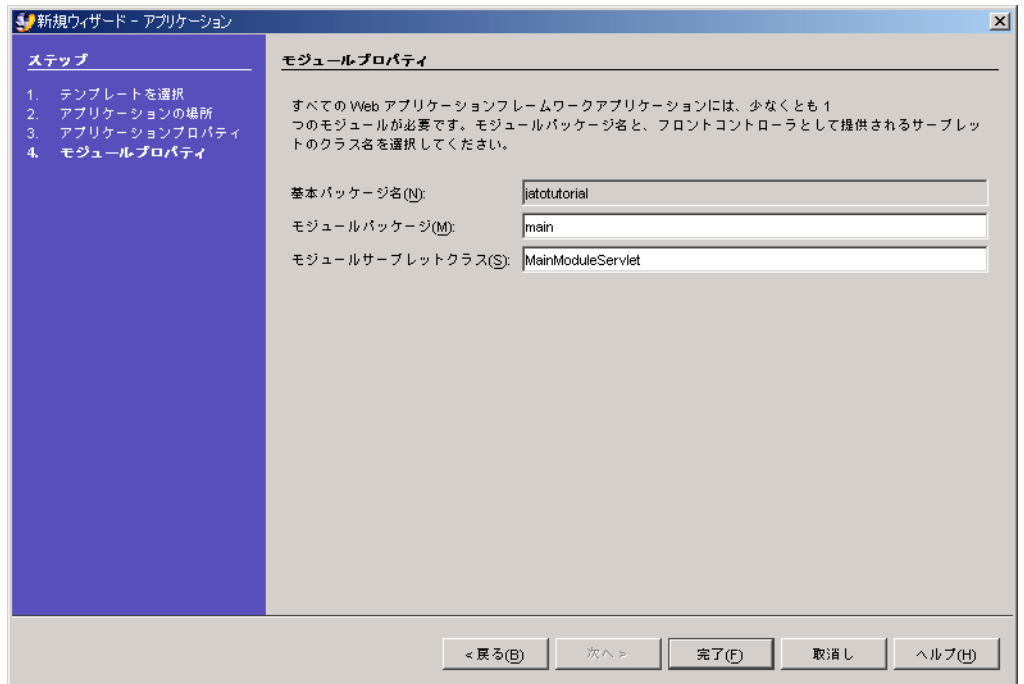 新規ウィザード - アプリケーション
ステップ
1. テンプレートを選択
2. アプリケーションの場所
3. アプリケーションプロパティ
4. モジュールプロパティ
モジュールプロパティ
すべての Web アプリケーションフレームワークアプリケーションには、少なくとも 1
つのモジュールが必要です。モジュールパッケージ名と、フロントコントローラとして提供されるサーブレッ
トのクラス名を選択してください。
基本パッケージ名(N): jatotutorial
モジュールパッケージ(M): main
モジュールサーブレットクラス(S): MainModuleServlet
< 戻る(B) 次へ > 完了(F) 取消し ヘルプ(H)